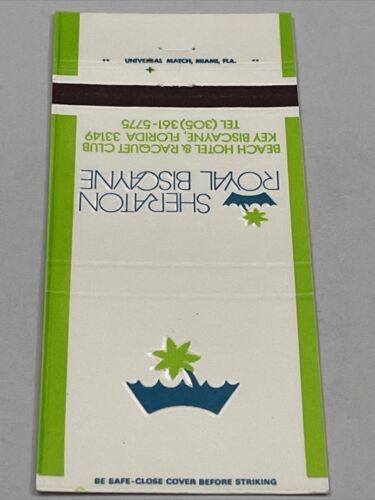 " UNIVERSAL MATCH, MIAMI, FLA. "
SHERATON
ROYAL BISCAYNE
BEACH HOTEL & RACQUET CLUB
KEY BISCAYNE, FLORIDA 33149
TEL (305) 361-5775
BE SAFE-CLOSE COVER BEFORE STRIKING